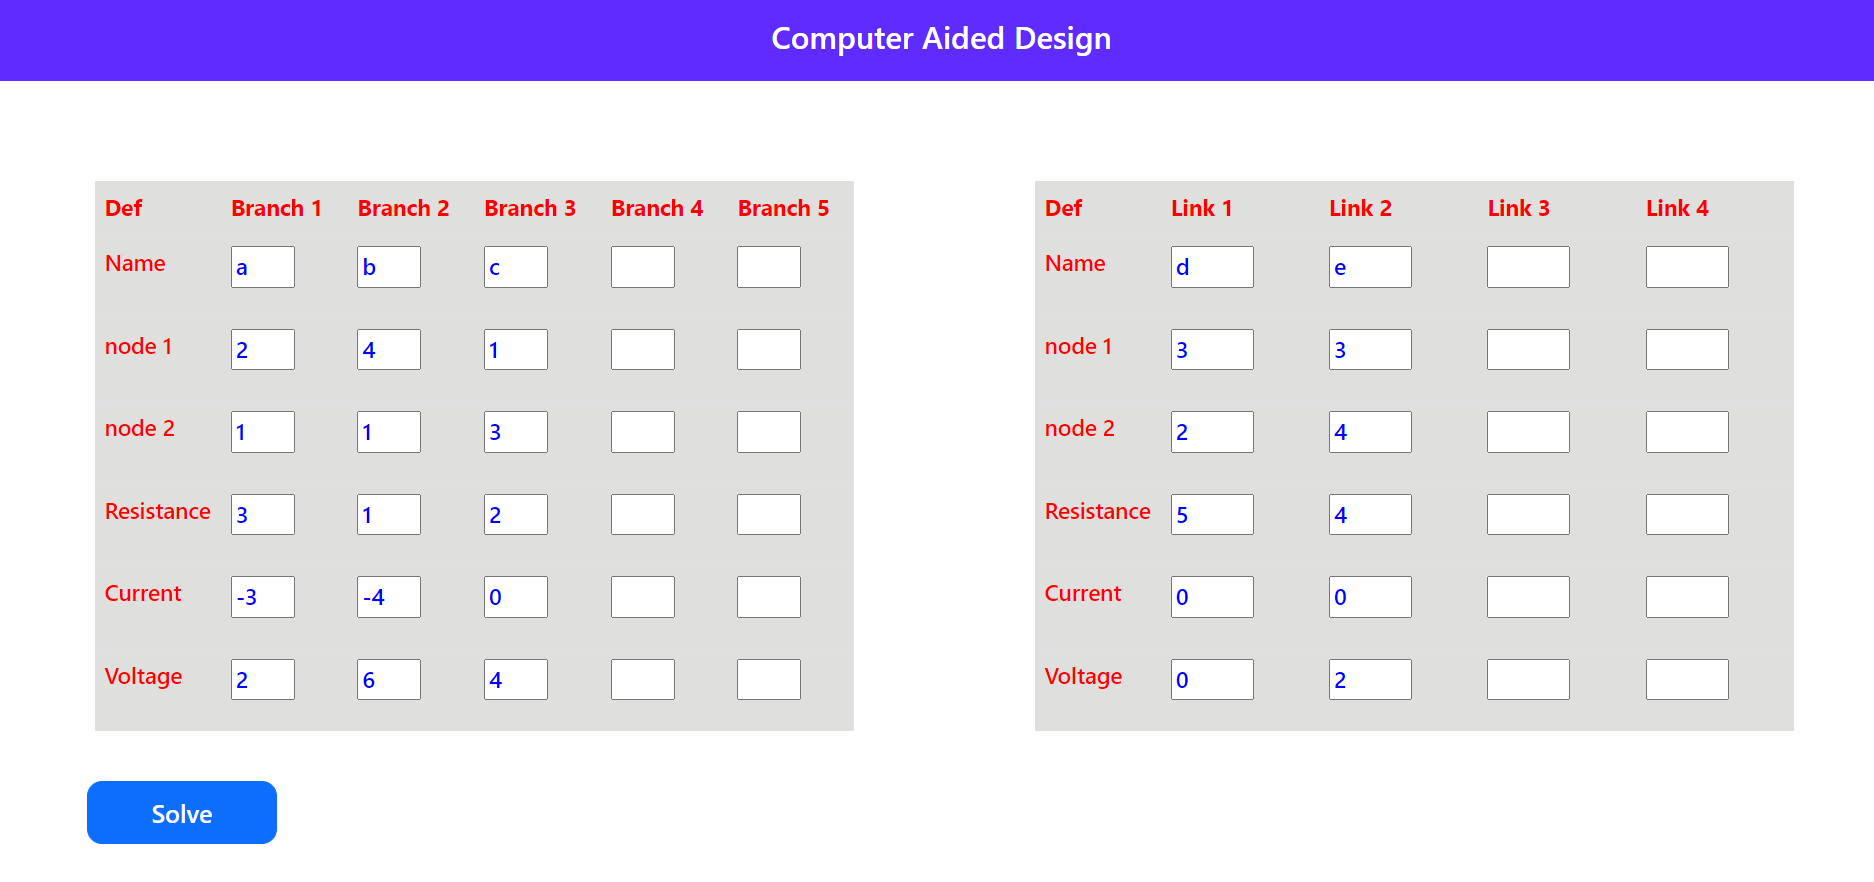 Computer Aided Design
Def Branch 1 Branch 2 Branch 3 Branch 4 Branch 5
Name a b c
node 1 2 4 1
node 2 1 1 3
Resistance 3 1 2
Current -3 -4 0
Voltage 2 6 4
Def Link 1 Link 2 Link 3 Link 4
Name d e
node 1 3 3
node 2 2 4
Resistance 5 4
Current 0 0
Voltage 0 2
Solve